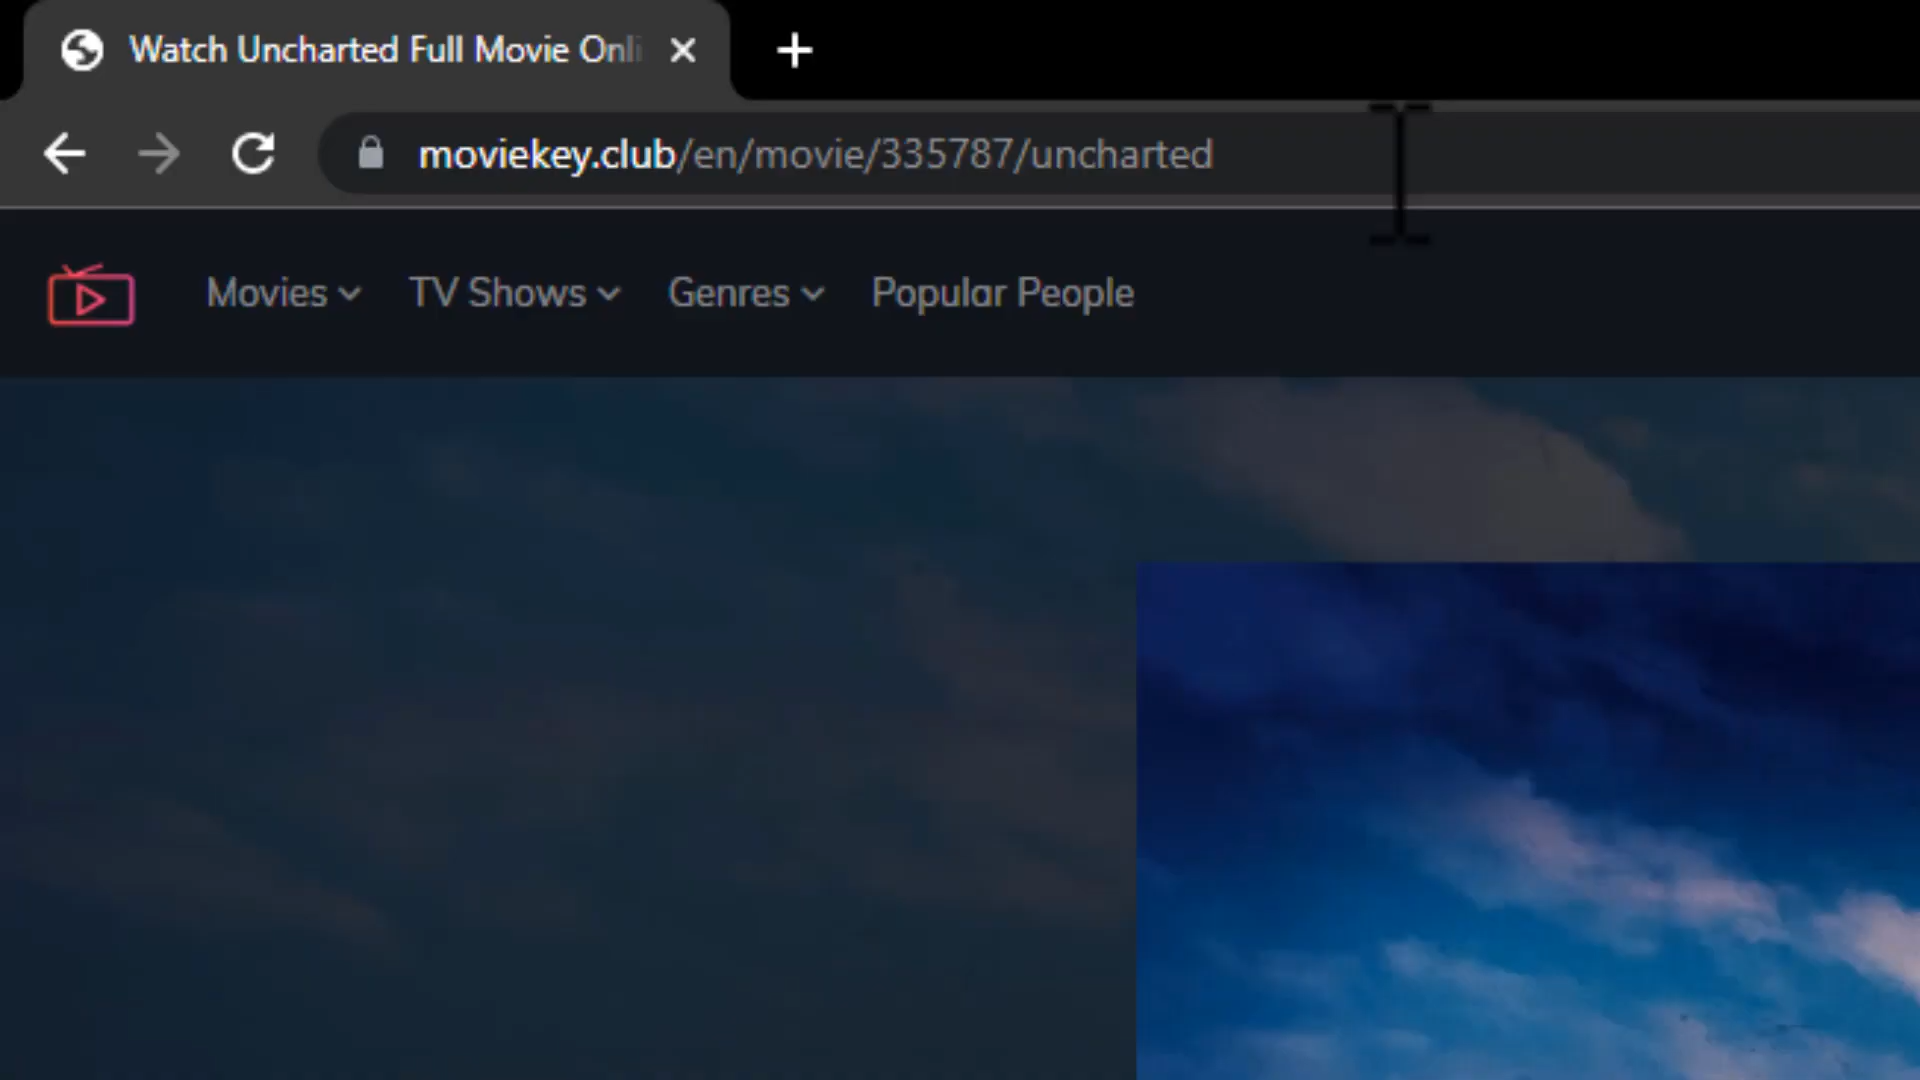 Watch Uncharted Full Movie Onli
moviekey.club/en/movie/335787/uncharted
Movies TV Shows Genres Popular People